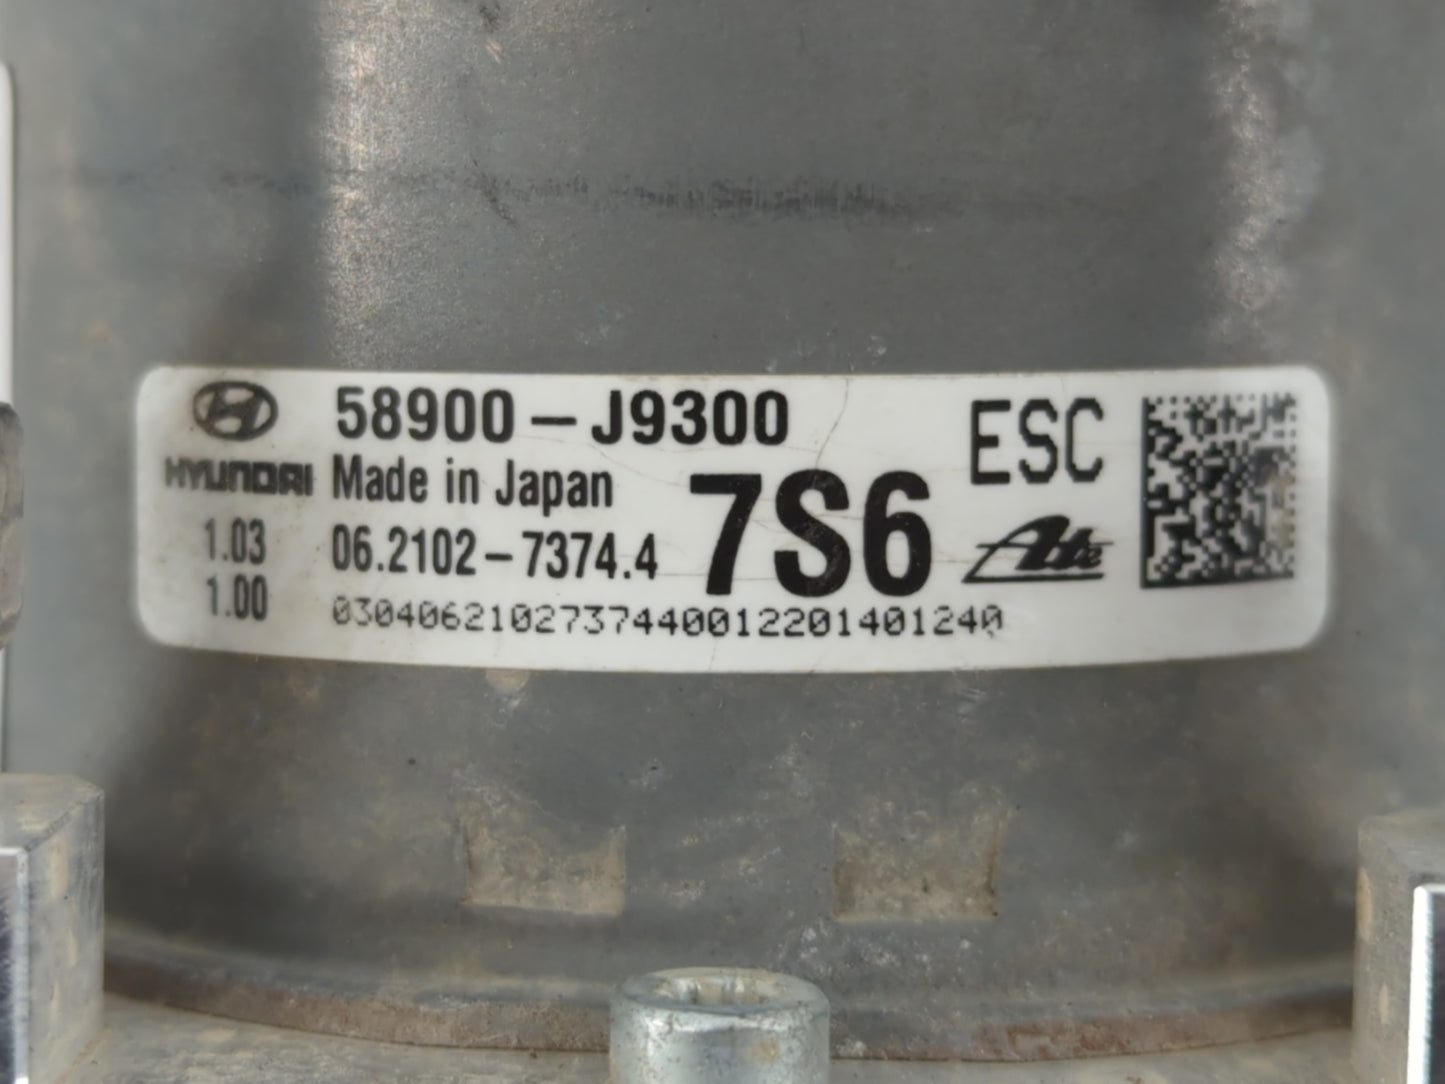 58900-J9300
ESC
HYUNDAI
Made in Japan
7S6
1.03
06.2102-7374.4
Ate
1.00
0304062102737440012201401240